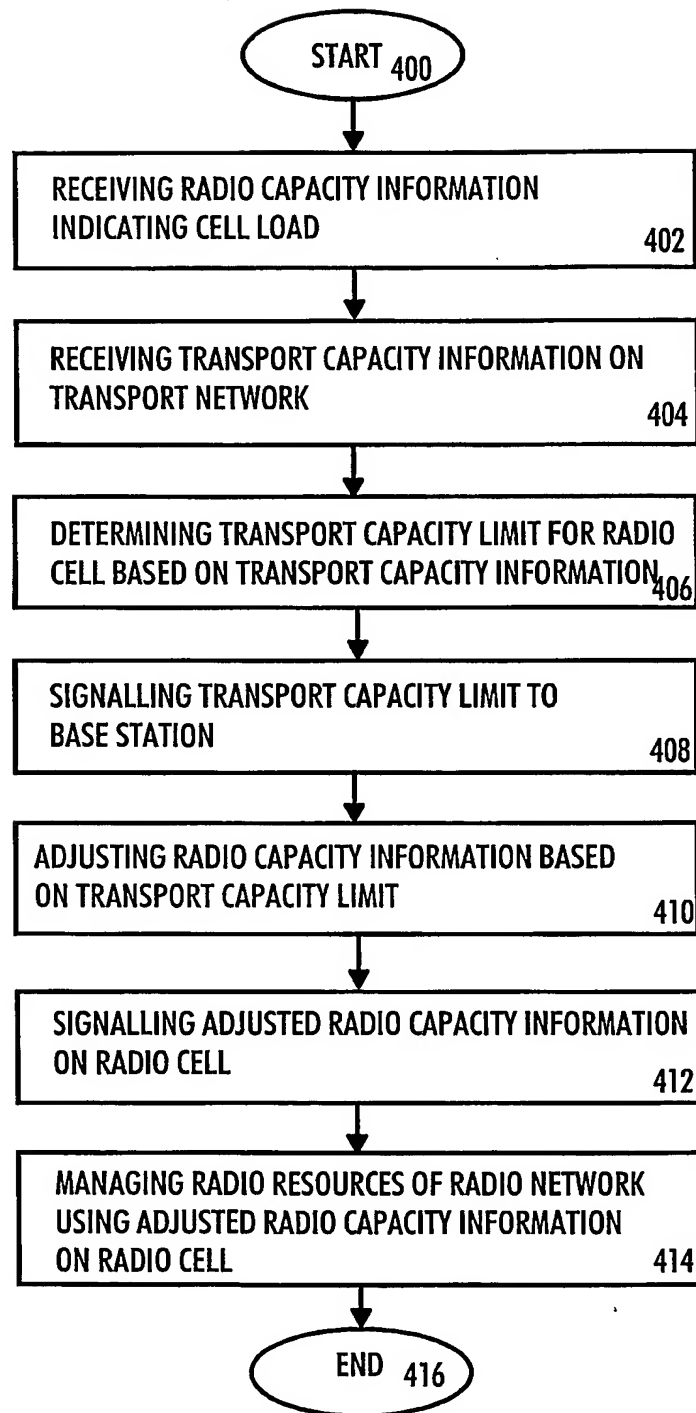 START 400
RECEIVING RADIO CAPACITY INFORMATION
INDICATING CELL LOAD
402
RECEIVING TRANSPORT CAPACITY INFORMATION ON
TRANSPORT NETWORK
404
DETERMINING TRANSPORT CAPACITY LIMIT FOR RADIO
CELL BASED ON TRANSPORT CAPACITY INFORMATION
406
SIGNALLING TRANSPORT CAPACITY LIMIT TO
BASE STATION
408
ADJUSTING RADIO CAPACITY INFORMATION BASED
ON TRANSPORT CAPACITY LIMIT
410
SIGNALLING ADJUSTED RADIO CAPACITY INFORMATION
ON RADIO CELL
412
MANAGING RADIO RESOURCES OF RADIO NETWORK
USING ADJUSTED RADIO CAPACITY INFORMATION
ON RADIO CELL
414
END 416